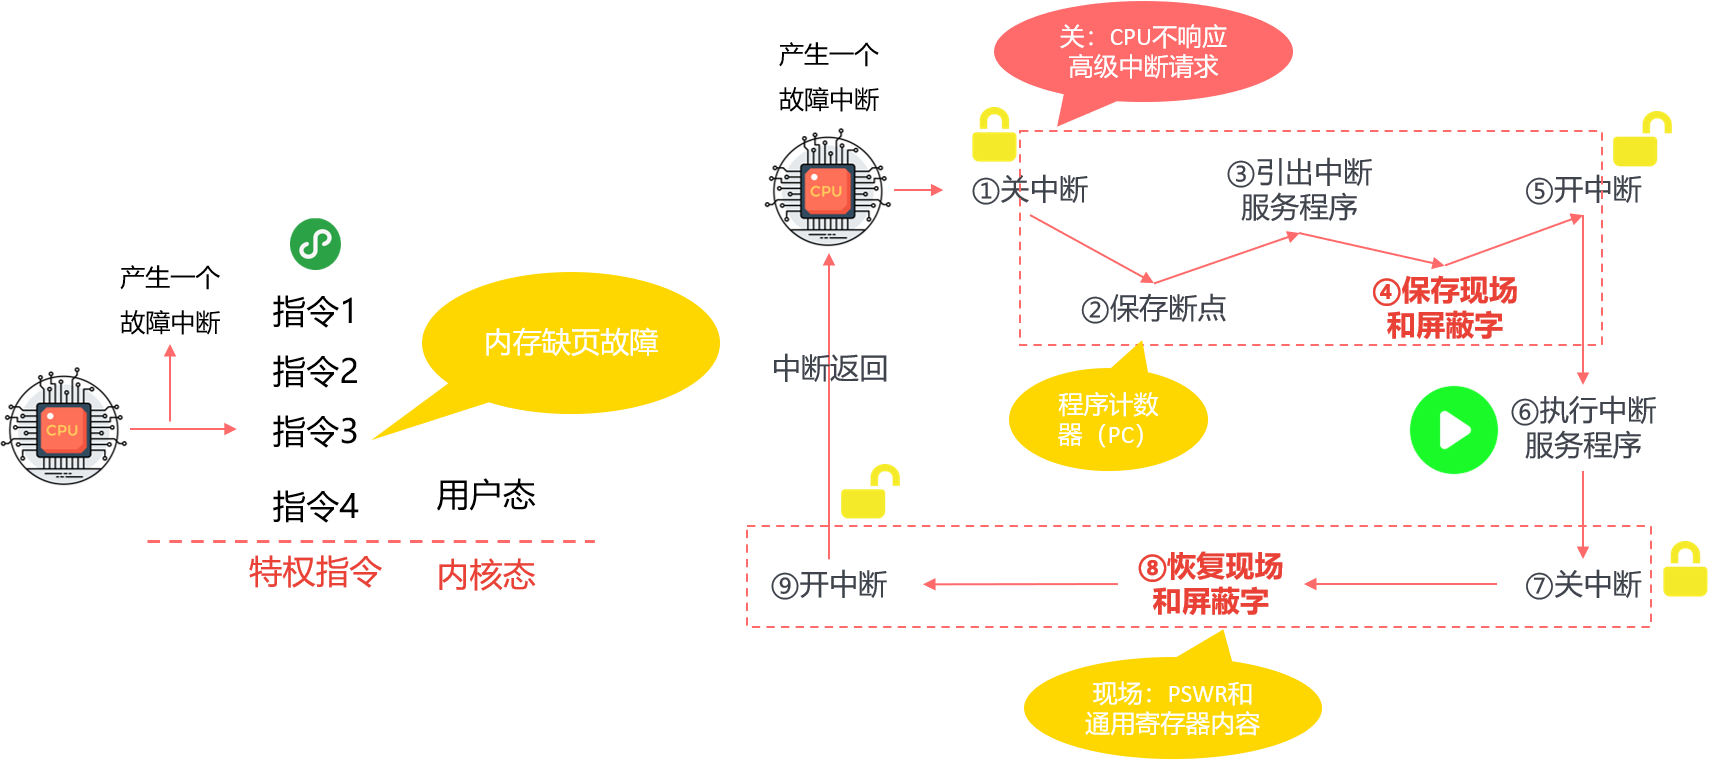 产生一个
故障中断
CPU
指令1
指令2
指令3
指令4
内存缺页故障
用户态
特权指令
内核态
产生一个
故障中断
CPU
关：CPU不响应
高级中断请求
①关中断
②保存断点
③引出中断
服务程序
④保存现场
和屏蔽字
⑤开中断
程序计数
器（PC）
⑥执行中断
服务程序
⑦关中断
⑧恢复现场
和屏蔽字
⑨开中断
中断返回
现场：PSWR和
通用寄存器内容